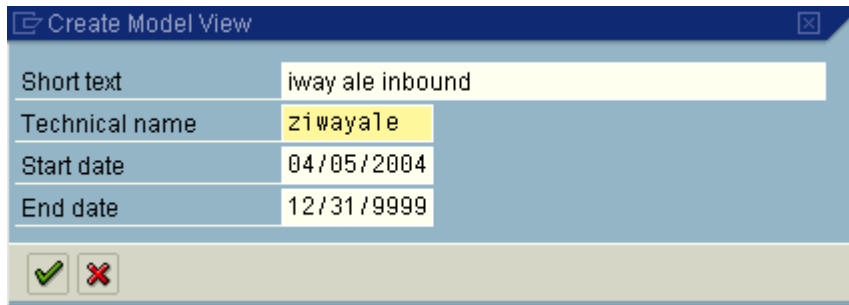 Create Model View
Short text iway ale inbound
Technical name ziwayale
Start date 04/05/2004
End date 12/31/9999